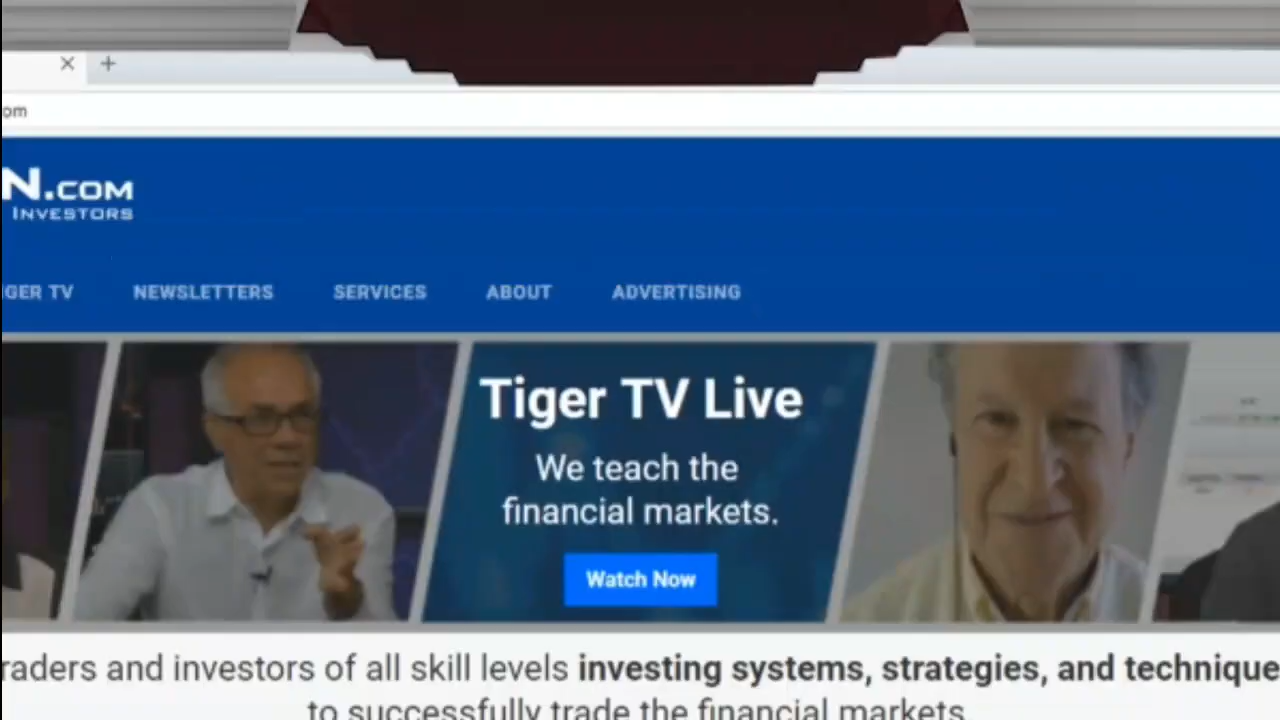 om
N.COM
INVESTORS
IGER TV NEWSLETTERS SERVICES ABOUT ADVERTISING
Tiger TV Live
We teach the
financial markets.
Watch Now
raders and investors of all skill levels investing systems, strategies, and technique
to successfully trade the financial markets.